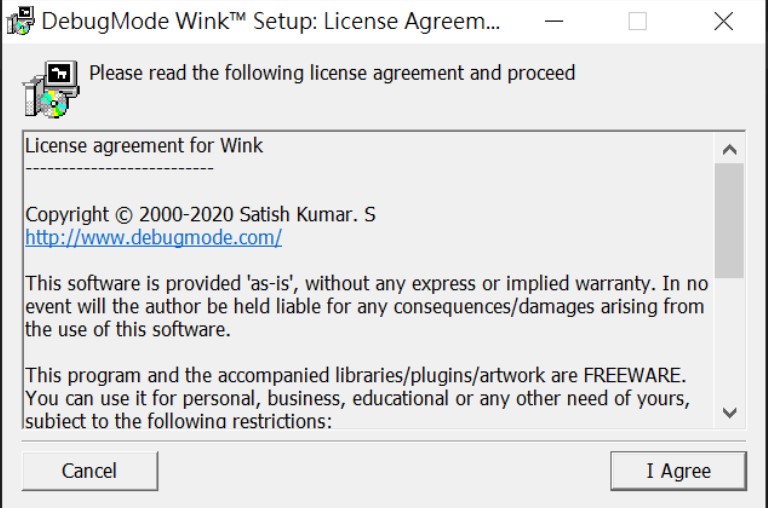 DebugMode Wink™ Setup: License Agreem...
Please read the following license agreement and proceed
License agreement for Wink
--------------------------
Copyright © 2000-2020 Satish Kumar. S
http://www.debugmode.com/
This software is provided 'as-is', without any express or implied warranty. In no
event will the author be held liable for any consequences/damages arising from
the use of this software.
This program and the accompanied libraries/plugins/artwork are FREEWARE.
You can use it for personal, business, educational or any other need of yours,
subject to the following restrictions:
Cancel
I Agree